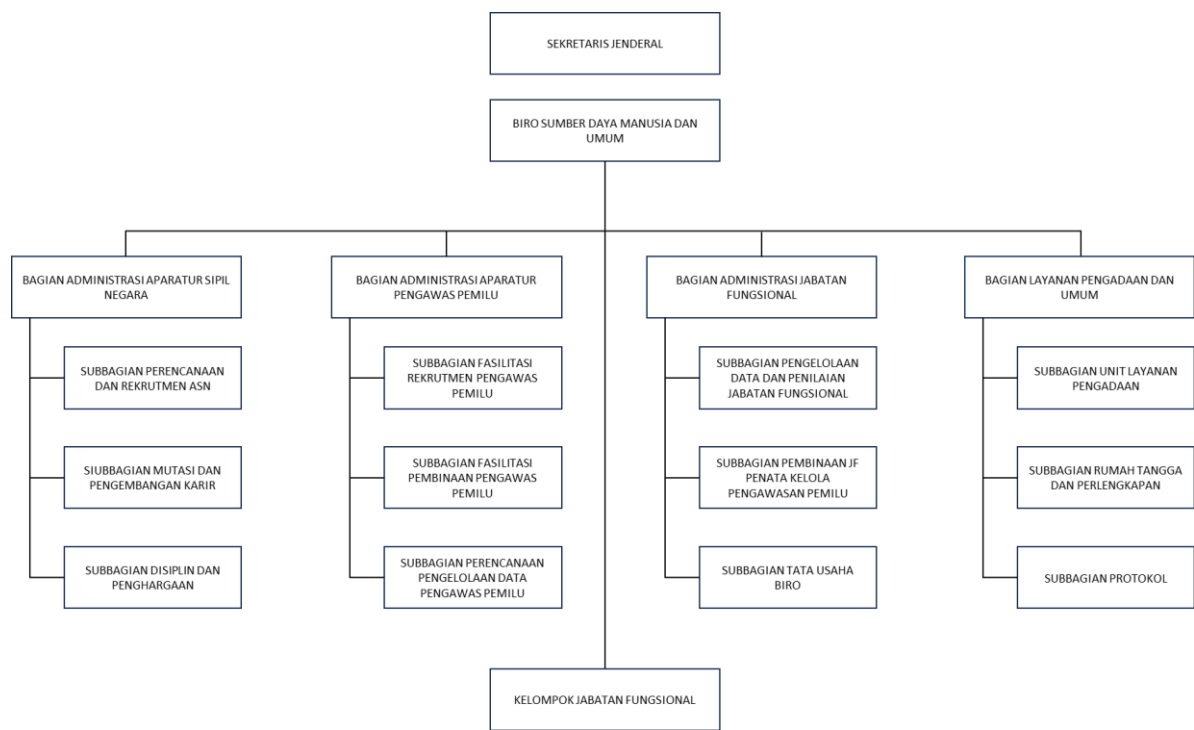 SEKRETARIS JENDERAL
BIRO SUMBER DAYA MANUSIA DAN
UMUM
BAGIAN ADMINISTRASI APARATUR SIPIL
NEGARA
SUBBAGIAN PERENCANAAN
DAN REKRUTMEN ASN
SIUBBAGIAN MUTASI DAN
PENGEMBANGAN KARIR
SUBBAGIAN DISIPLIN DAN
PENGHARGAAN
BAGIAN ADMINISTRASI APARATUR
PENGAWAS PEMILU
SUBBAGIAN FASILITASI
REKRUTMEN PENGAWAS
PEMILU
SUBBAGIAN FASILITASI
PEMBINAAN PENGAWAS
PEMILU
SUBBAGIAN PERENCANAAN
PENGELOLAAN DATA
PENGAWAS PEMILU
BAGIAN ADMINISTRASI JABATAN
FUNGSIONAL
SUBBAGIAN PENGELOLAAN
DATA DAN PENILAIAN
JABATAN FUNGSIONAL
SUBBAGIAN PEMBINAAN JF
PENATA KELOLA
PENGAWASAN PEMILU
SUBBAGIAN TATA USAHA
BIRO
BAGIAN LAYANAN PENGADAAN DAN
UMUM
SUBBAGIAN UNIT LAYANAN
PENGADAAN
SUBBAGIAN RUMAH TANGGA
DAN PERLENGKAPAN
SUBBAGIAN PROTOKOL
KELOMPOK JABATAN FUNGSIONAL